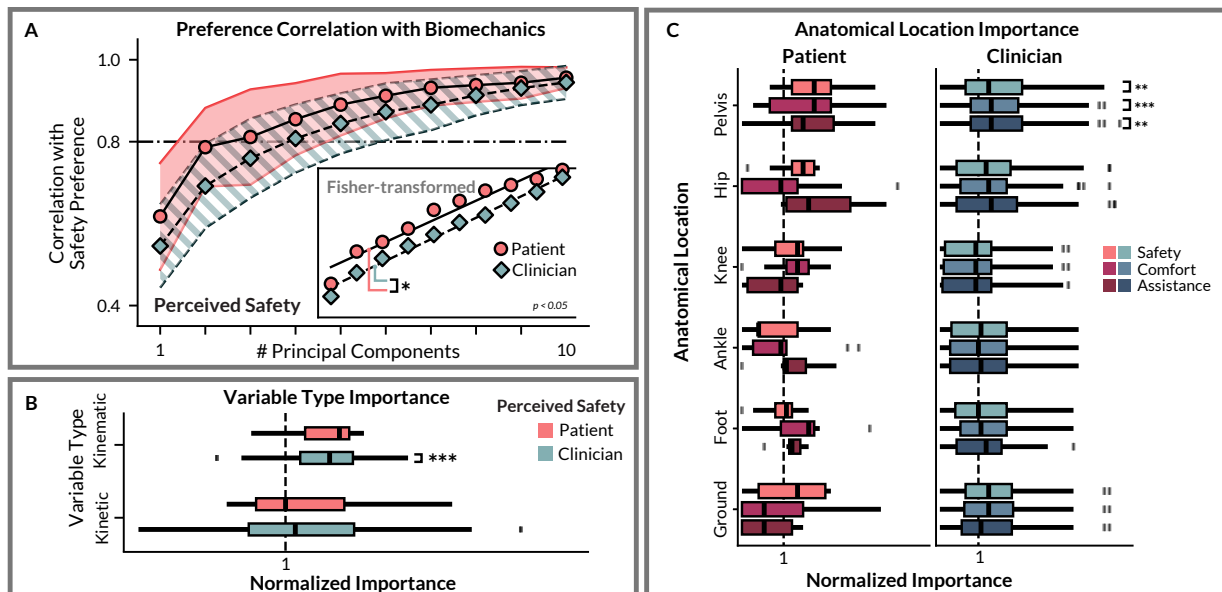 A
Preference Correlation with Biomechanics
Correlation with
Safety Preference
1.0
0.8
0.4
Fisher-transformed
Patient
Clinician
*
p < 0.05
Perceived Safety
1
# Principal Components
10
B
Variable Type Importance
Perceived Safety
Patient
Clinician
Variable Type
Kinematic
Kinetic
***
1
Normalized Importance
C
Anatomical Location Importance
Patient
Clinician
Anatomical Location
Pelvis
Hip
Knee
Ankle
Foot
Ground
**
***
**
Safety
Comfort
Assistance
1
1
Normalized Importance